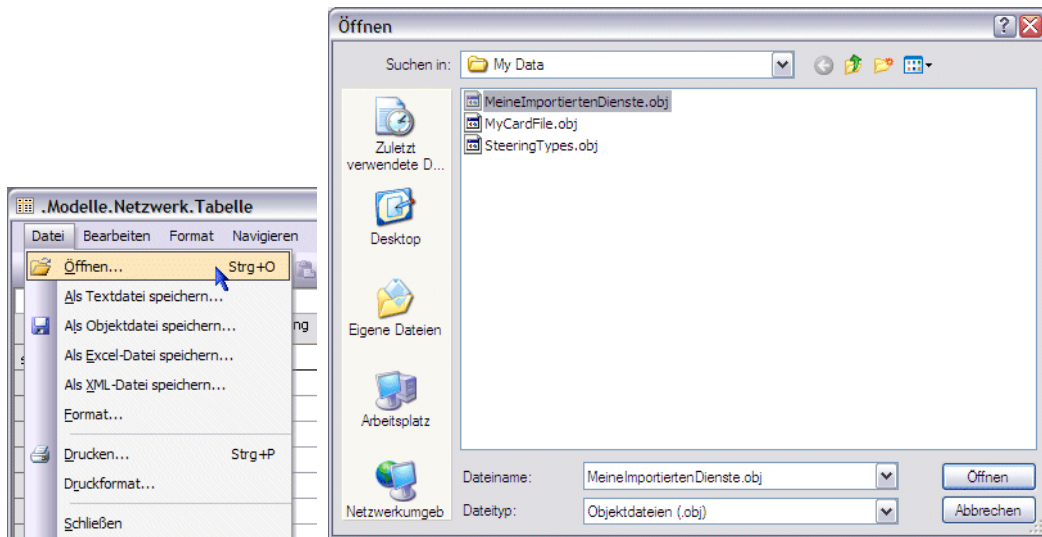 .Modelle.Netzwerk.Tabelle
Datei Bearbeiten Format Navigieren
Öffnen... Strg+O
Als Textdatei speichern...
Als Objektdatei speichern...
ng
Als Excel-Datei speichern...
Als XML-Datei speichern...
Format...
Drucken... Strg+P
Druckformat...
Schließen
Öffnen
Suchen in: My Data
Zuletzt
verwendete D...
Desktop
Eigene Dateien
Arbeitsplatz
Netzwerkumgeb
MeineImportiertenDienste.obj
MyCardFile.obj
SteeringTypes.obj
Dateiname: MeineImportiertenDienste.obj Öffnen
Dateityp: Objektdateien (.obj) Abbrechen